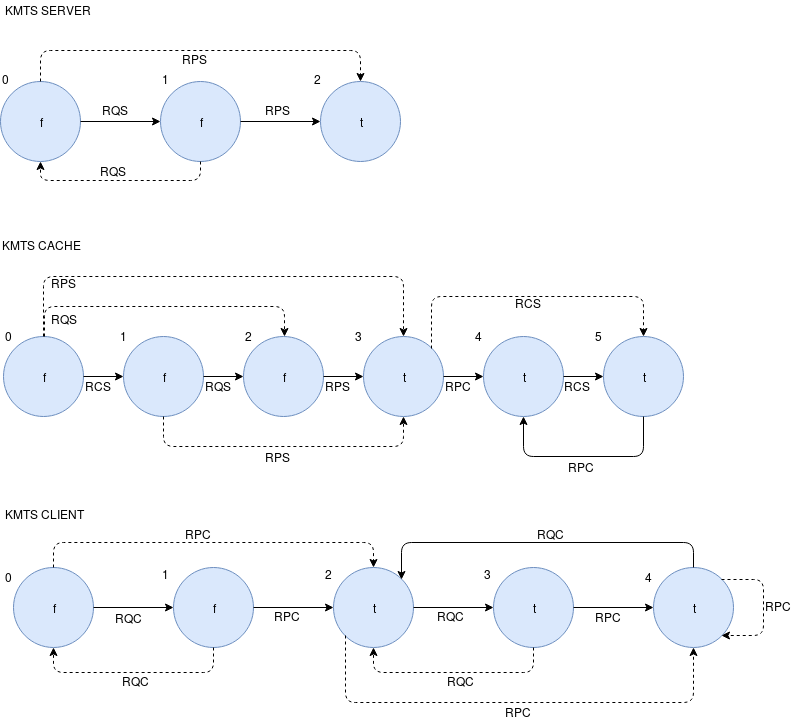 KMTS SERVER
RPS
0
1
2
f
RQS
f
RPS
t
RQS
KMTS CACHE
RPS
RCS
RQS
0
1
2
3
4
5
f
RCS
f
RQS
f
RPS
t
RPC
t
RCS
t
RPS
RPC
KMTS CLIENT
RPC
RQC
0
1
2
3
4
f
RQC
f
RPC
t
RQC
t
RPC
t
RPC
RQC
RQC
RPC